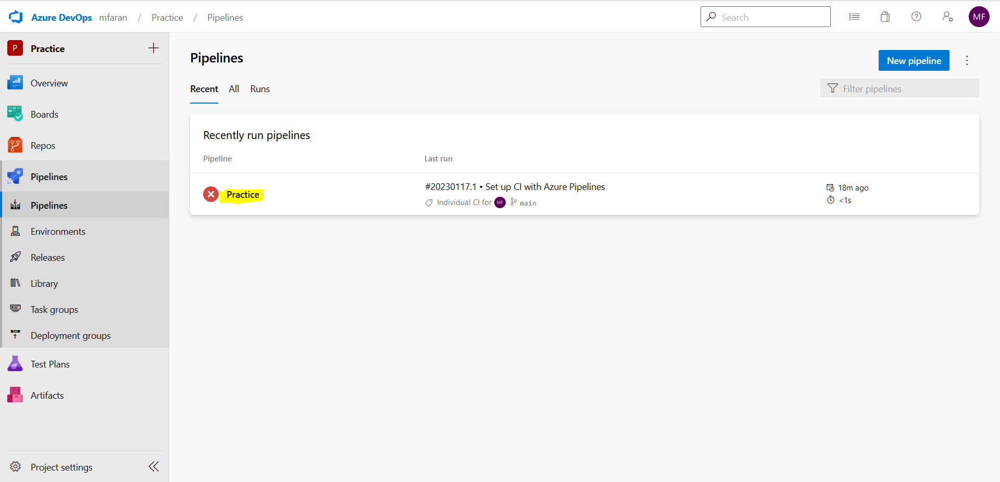 Azure DevOps mfaran / Practice / Pipelines
Search
MF
P Practice
Overview
Boards
Repos
Pipelines
Pipelines
Environments
Releases
Library
Task groups
Deployment groups
Test Plans
Artifacts
Project settings
Pipelines
New pipeline
Recent All Runs
Filter pipelines
Recently run pipelines
Pipeline Last run
Practice
#20230117.1 • Set up CI with Azure Pipelines
Individual CI for MF main
18m ago
<1s